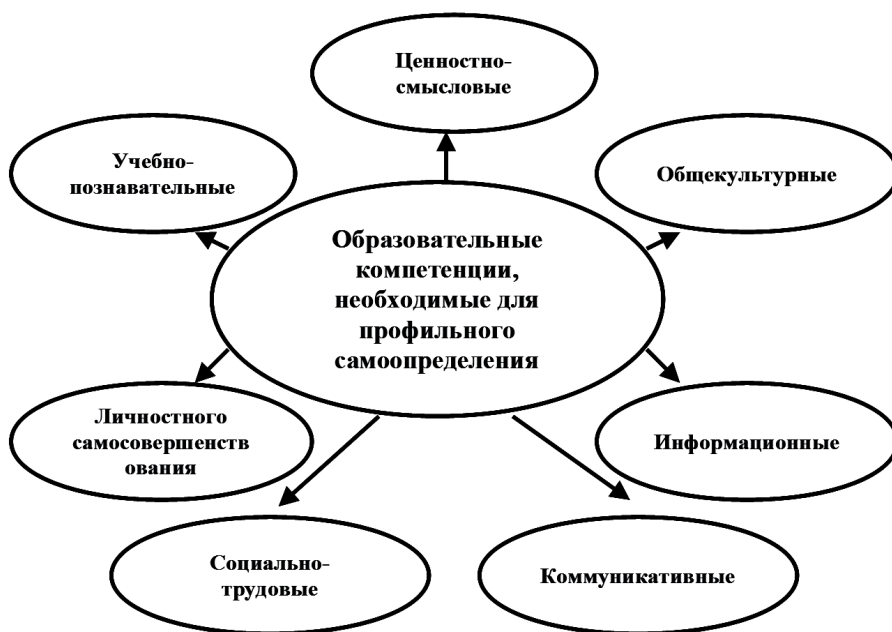 Ценностно-
смысловые
Учебно-
познавательные
Общекультурные
Образовательные
компетенции,
необходимые для
профильного
самоопределения
Личностного
самосовершенств
ования
Информационные
Социально-
трудовые
Коммуникативные